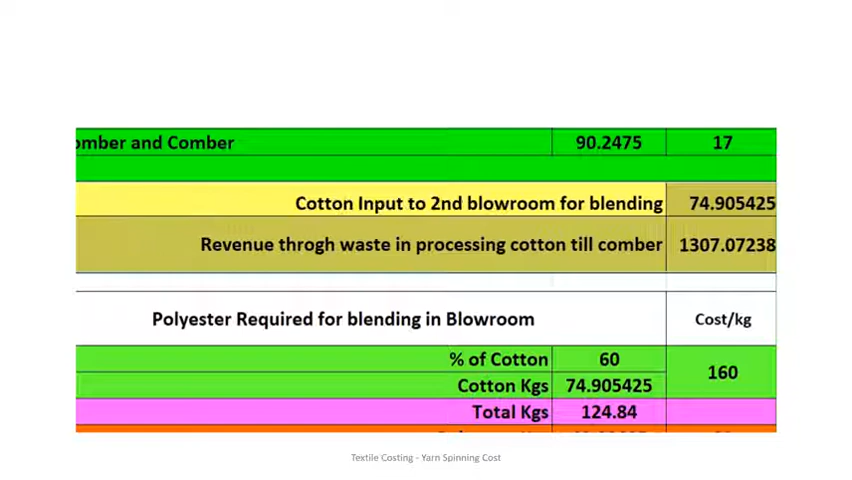 omber and Comber 90.2475 17
Cotton Input to 2nd blowroom for blending 74.905425
Revenue throgh waste in processing cotton till comber 1307.07238
Polyester Required for blending in Blowroom Cost/kg
% of Cotton 60
160
Cotton Kgs 74.905425
Total Kgs 124.84
Textile Costing - Yarn Spinning Cost